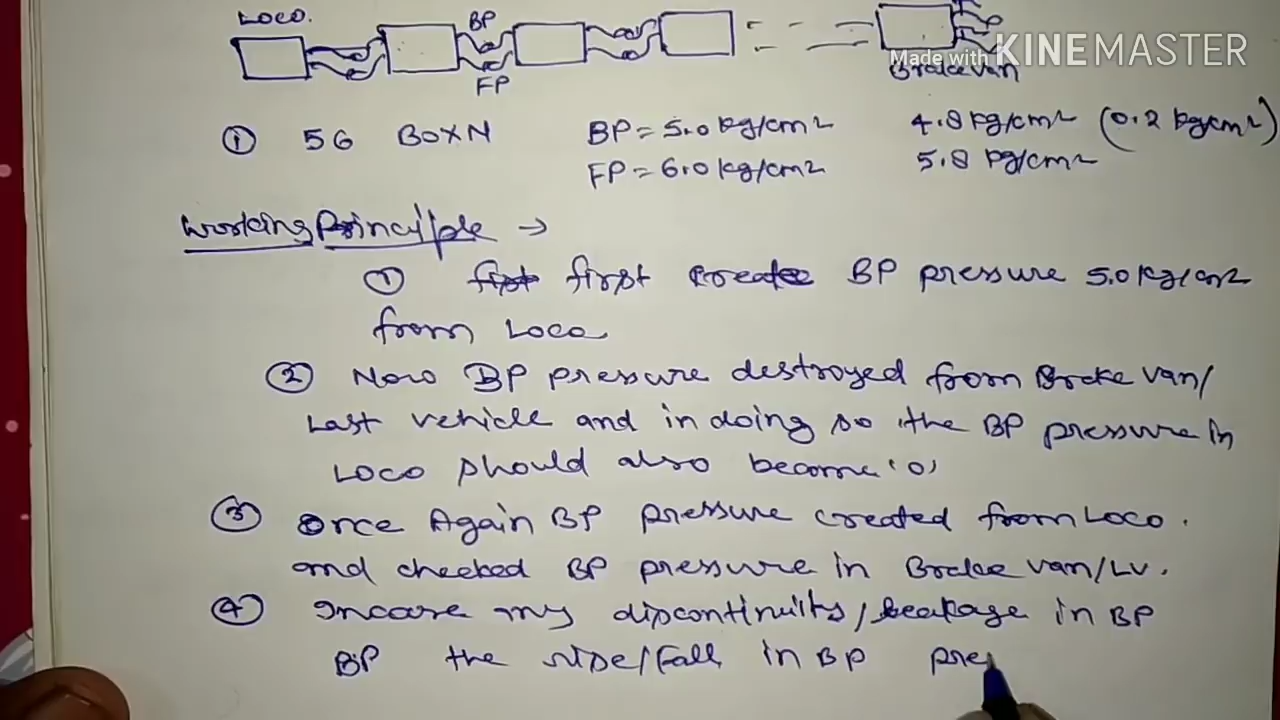 Loco.
BP
FP
Brake van
Made with KINEMASTER
① 56 BOXN BP = 5.0 kg/cm2 4.8 kg/cm2 (0.2 kg/cm2)
FP = 6.0 kg/cm2 5.8 kg/cm2
Working Principle →
① first create BP pressure 5.0 kg/cm2
from Loco
② Now BP pressure destroyed from Brake van/
Last vehicle and in doing so the BP pressure in
Loco should also become '0'
③ Once Again BP pressure created from Loco.
and checked BP pressure in Brake van/LV.
④ Incase any discontinuity/leakage in BP
BP the rise/fall in BP pre